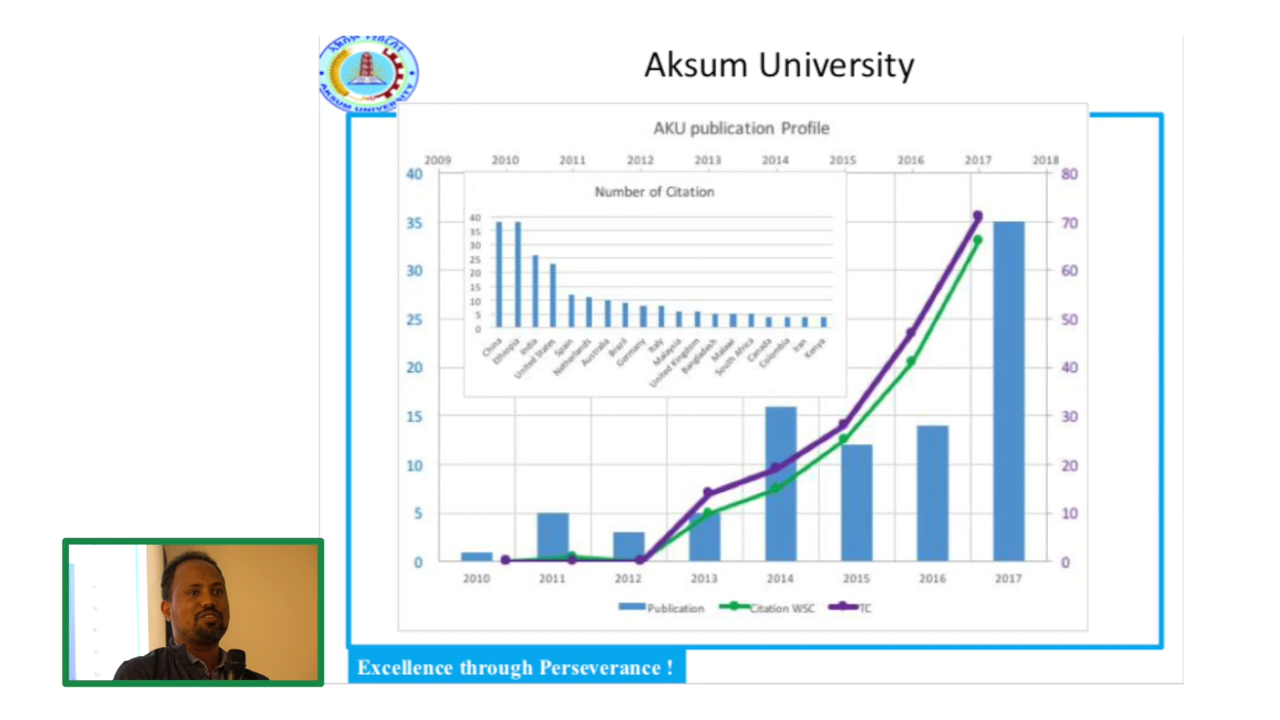 Aksum University
AKSUM UNIVERSITY
AKU publication Profile
2009 2010 2011 2012 2013 2014 2015 2016 2017 2018
40 80
Number of Citation
40
35
30
25
20
15
10
5
0
China Ethiopia India United States Spain Netherlands Australia Brazil Germany Italy Malaysia United Kingdom Bangladesh Malawi South Africa Canada Colombia Iran Kenya
35 70
30 60
25 50
20 40
15 30
10 20
5 10
0 0
2010 2011 2012 2013 2014 2015 2016 2017
Publication Citation WSC TC
Excellence through Perseverance !